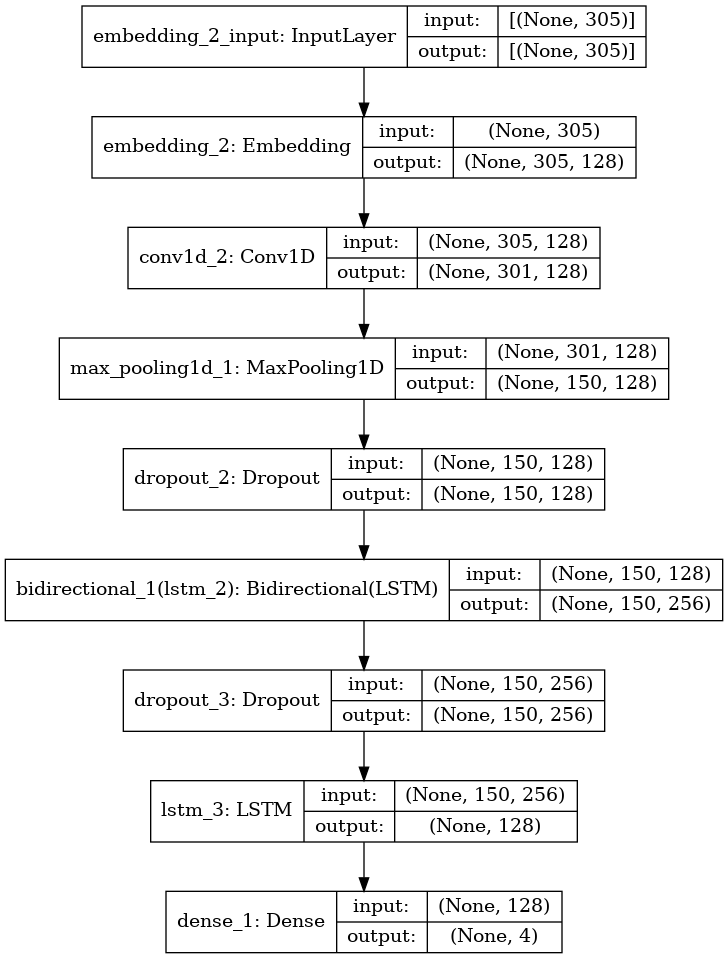 embedding_2_input: InputLayer
input: [(None, 305)]
output: [(None, 305)]
embedding_2: Embedding
input: (None, 305)
output: (None, 305, 128)
conv1d_2: Conv1D
input: (None, 305, 128)
output: (None, 301, 128)
max_pooling1d_1: MaxPooling1D
input: (None, 301, 128)
output: (None, 150, 128)
dropout_2: Dropout
input: (None, 150, 128)
output: (None, 150, 128)
bidirectional_1(lstm_2): Bidirectional(LSTM)
input: (None, 150, 128)
output: (None, 150, 256)
dropout_3: Dropout
input: (None, 150, 256)
output: (None, 150, 256)
lstm_3: LSTM
input: (None, 150, 256)
output: (None, 128)
dense_1: Dense
input: (None, 128)
output: (None, 4)